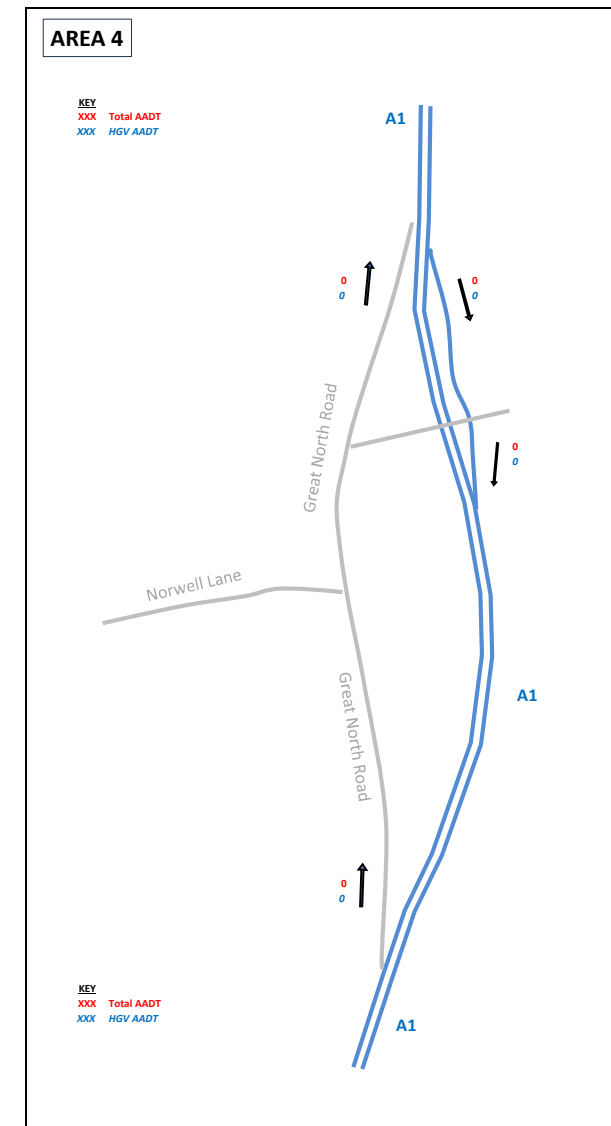 AREA 4
KEY
XXX Total AADT
XXX HGV AADT
A1
0
0
0
0
Great North Road
0
0
Norwell Lane
Great North Road
A1
0
0
KEY
XXX Total AADT
XXX HGV AADT
A1